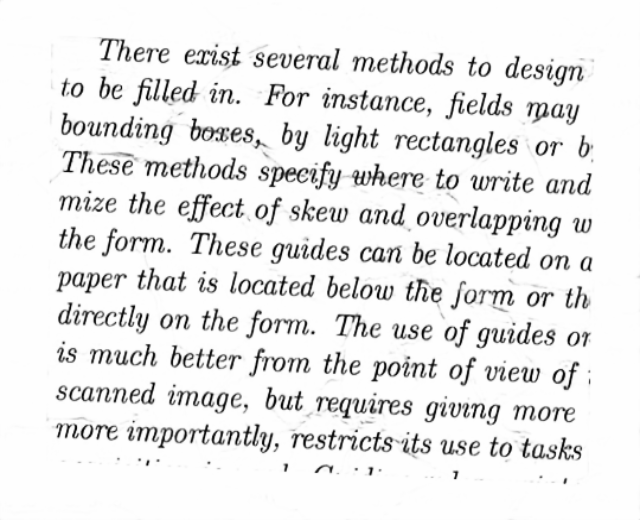 There exist several methods to design
to be filled in. For instance, fields may
bounding boxes, by light rectangles or
These methods specify where to write and
mize the effect of skew and overlapping
the form. These guides can be located on a
paper that is located below the form or
directly on the form. The use of guides
is much better from the point of view of
scanned image, but requires giving more
more importantly, restricts its use to tasks